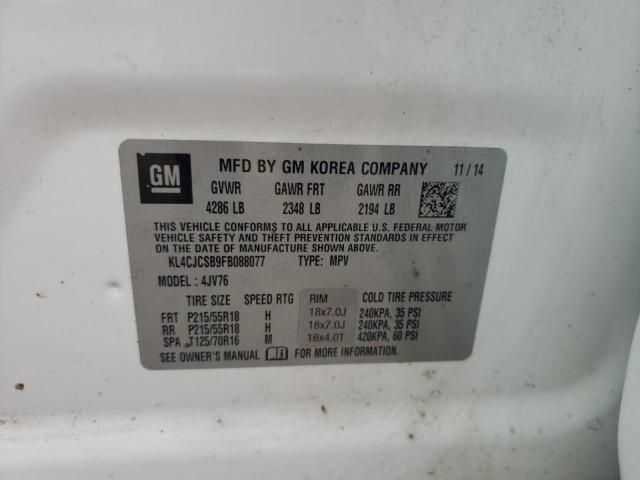 GM
MFD BY GM KOREA COMPANY 11 / 14
GVWR GAWR FRT GAWR RR
4286 LB 2348 LB 2194 LB
THIS VEHICLE CONFORMS TO ALL APPLICABLE U.S. FEDERAL MOTOR
VEHICLE SAFETY AND THEFT PREVENTION STANDARDS IN EFFECT
ON THE DATE OF MANUFACTURE SHOWN ABOVE.
KL4CJCSB9FB088077 TYPE: MPV
MODEL : 4JV76
TIRE SIZE SPEED RTG RIM COLD TIRE PRESSURE
FRT P215/55R18 H 18x7.0J 240KPA, 35 PSI
RR P215/55R18 H 18x7.0J 240KPA, 35 PSI
SPA T125/70R16 M 16x4.0T 420KPA, 60 PSI
SEE OWNER'S MANUAL FOR MORE INFORMATION.